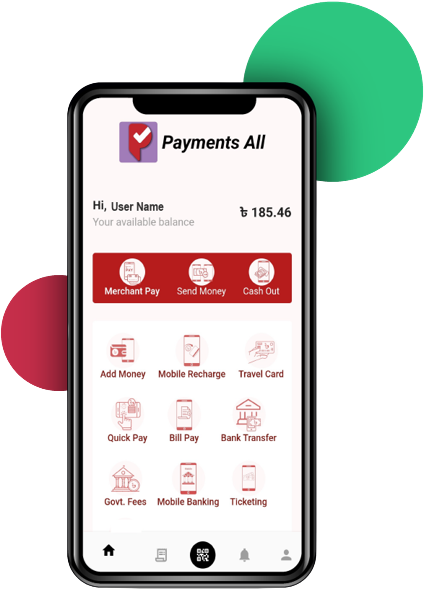 Payments All
Hi, User Name
৳ 185.46
Your available balance
Merchant Pay Send Money Cash Out
Add Money Mobile Recharge Travel Card
Quick Pay Bill Pay Bank Transfer
Govt. Fees Mobile Banking Ticketing